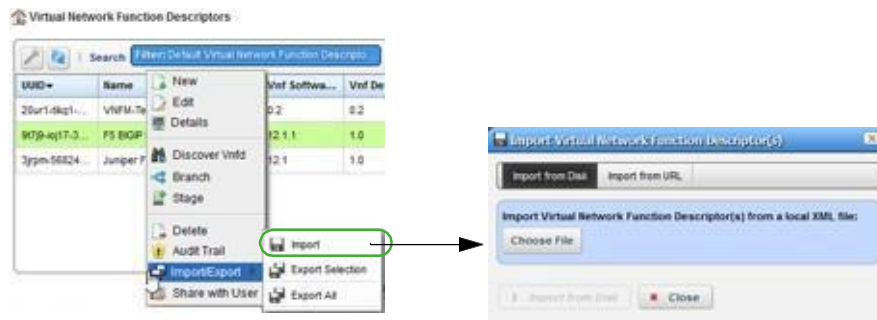 Virtual Network Function Descriptors
Search Filter: Default Virtual Network Function Descripto...
UUID Name Vnf Softwa... Vnf De
VNFM-Te 0.2 0.2
F5 BIGIP 12.1.1 1.0
Juniper F 12.1 1.0
New
Edit
Details
Discover Vnfd
Branch
Stage
Delete
Audit Trail
Import/Export
Share with User
Import
Export Selection
Export All
Import Virtual Network Function Descriptor(s)
Import from Disk Import from URL
Import Virtual Network Function Descriptor(s) from a local XML file:
Choose File
Import from Disk Close